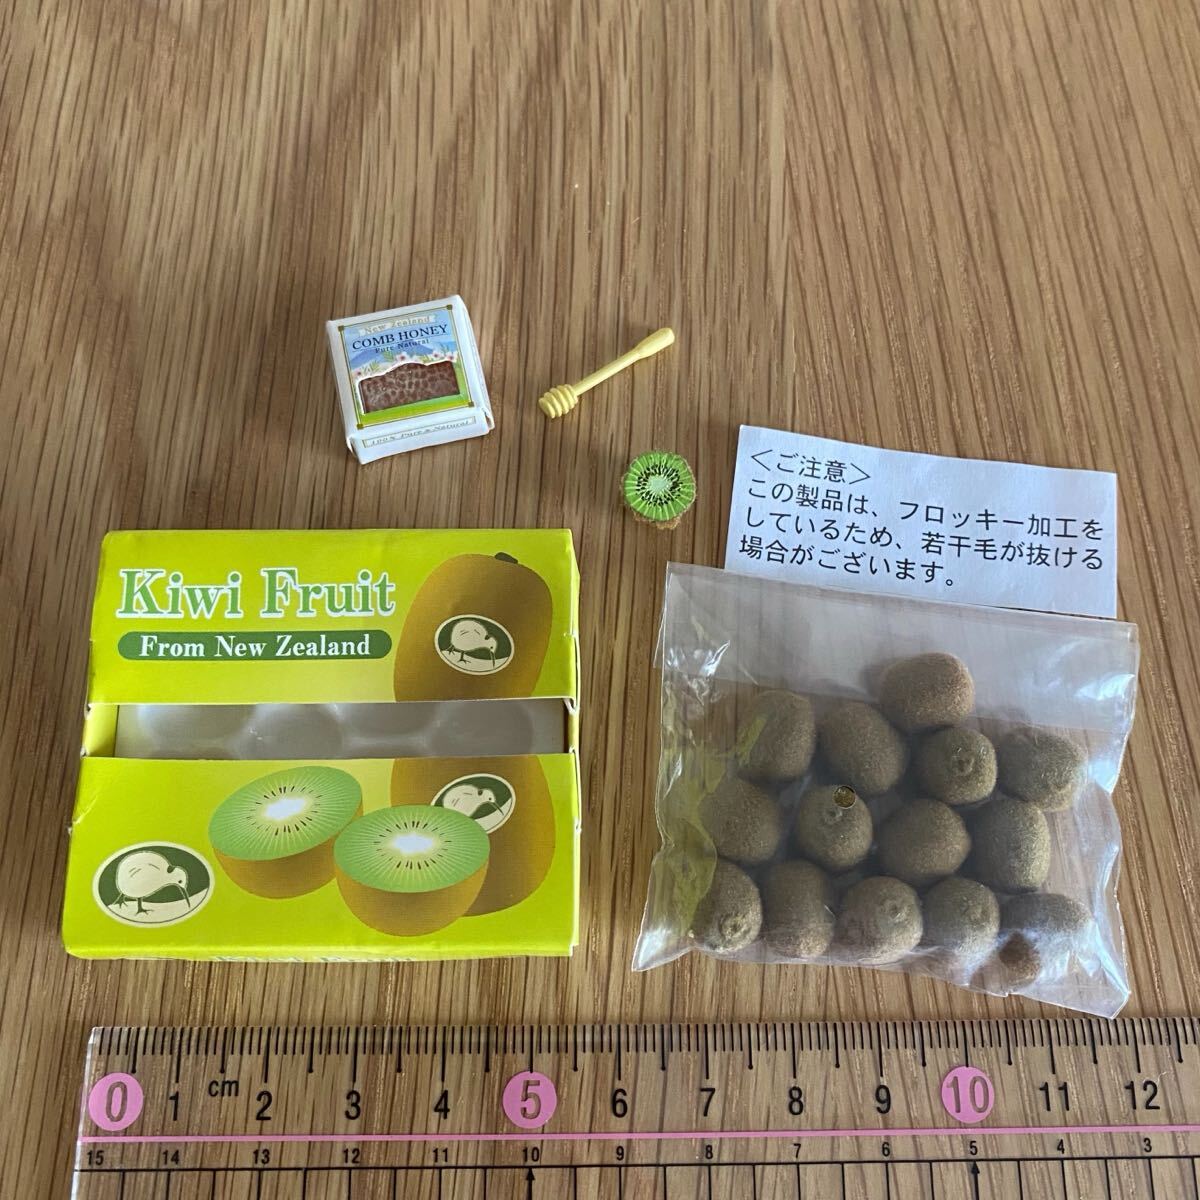 New Zealand
COMB HONEY
Pure Natural
100% Pure & Natural
<ご注意>
この製品は、フロッキー加工を
しているため、若干毛が抜ける
場合がございます。
Kiwi Fruit
From New Zealand
0 1 cm 2 3 4 5 6 7 8 9 10 11 12
15 14 13 12 11 10 9 8 7 6 5 4 3